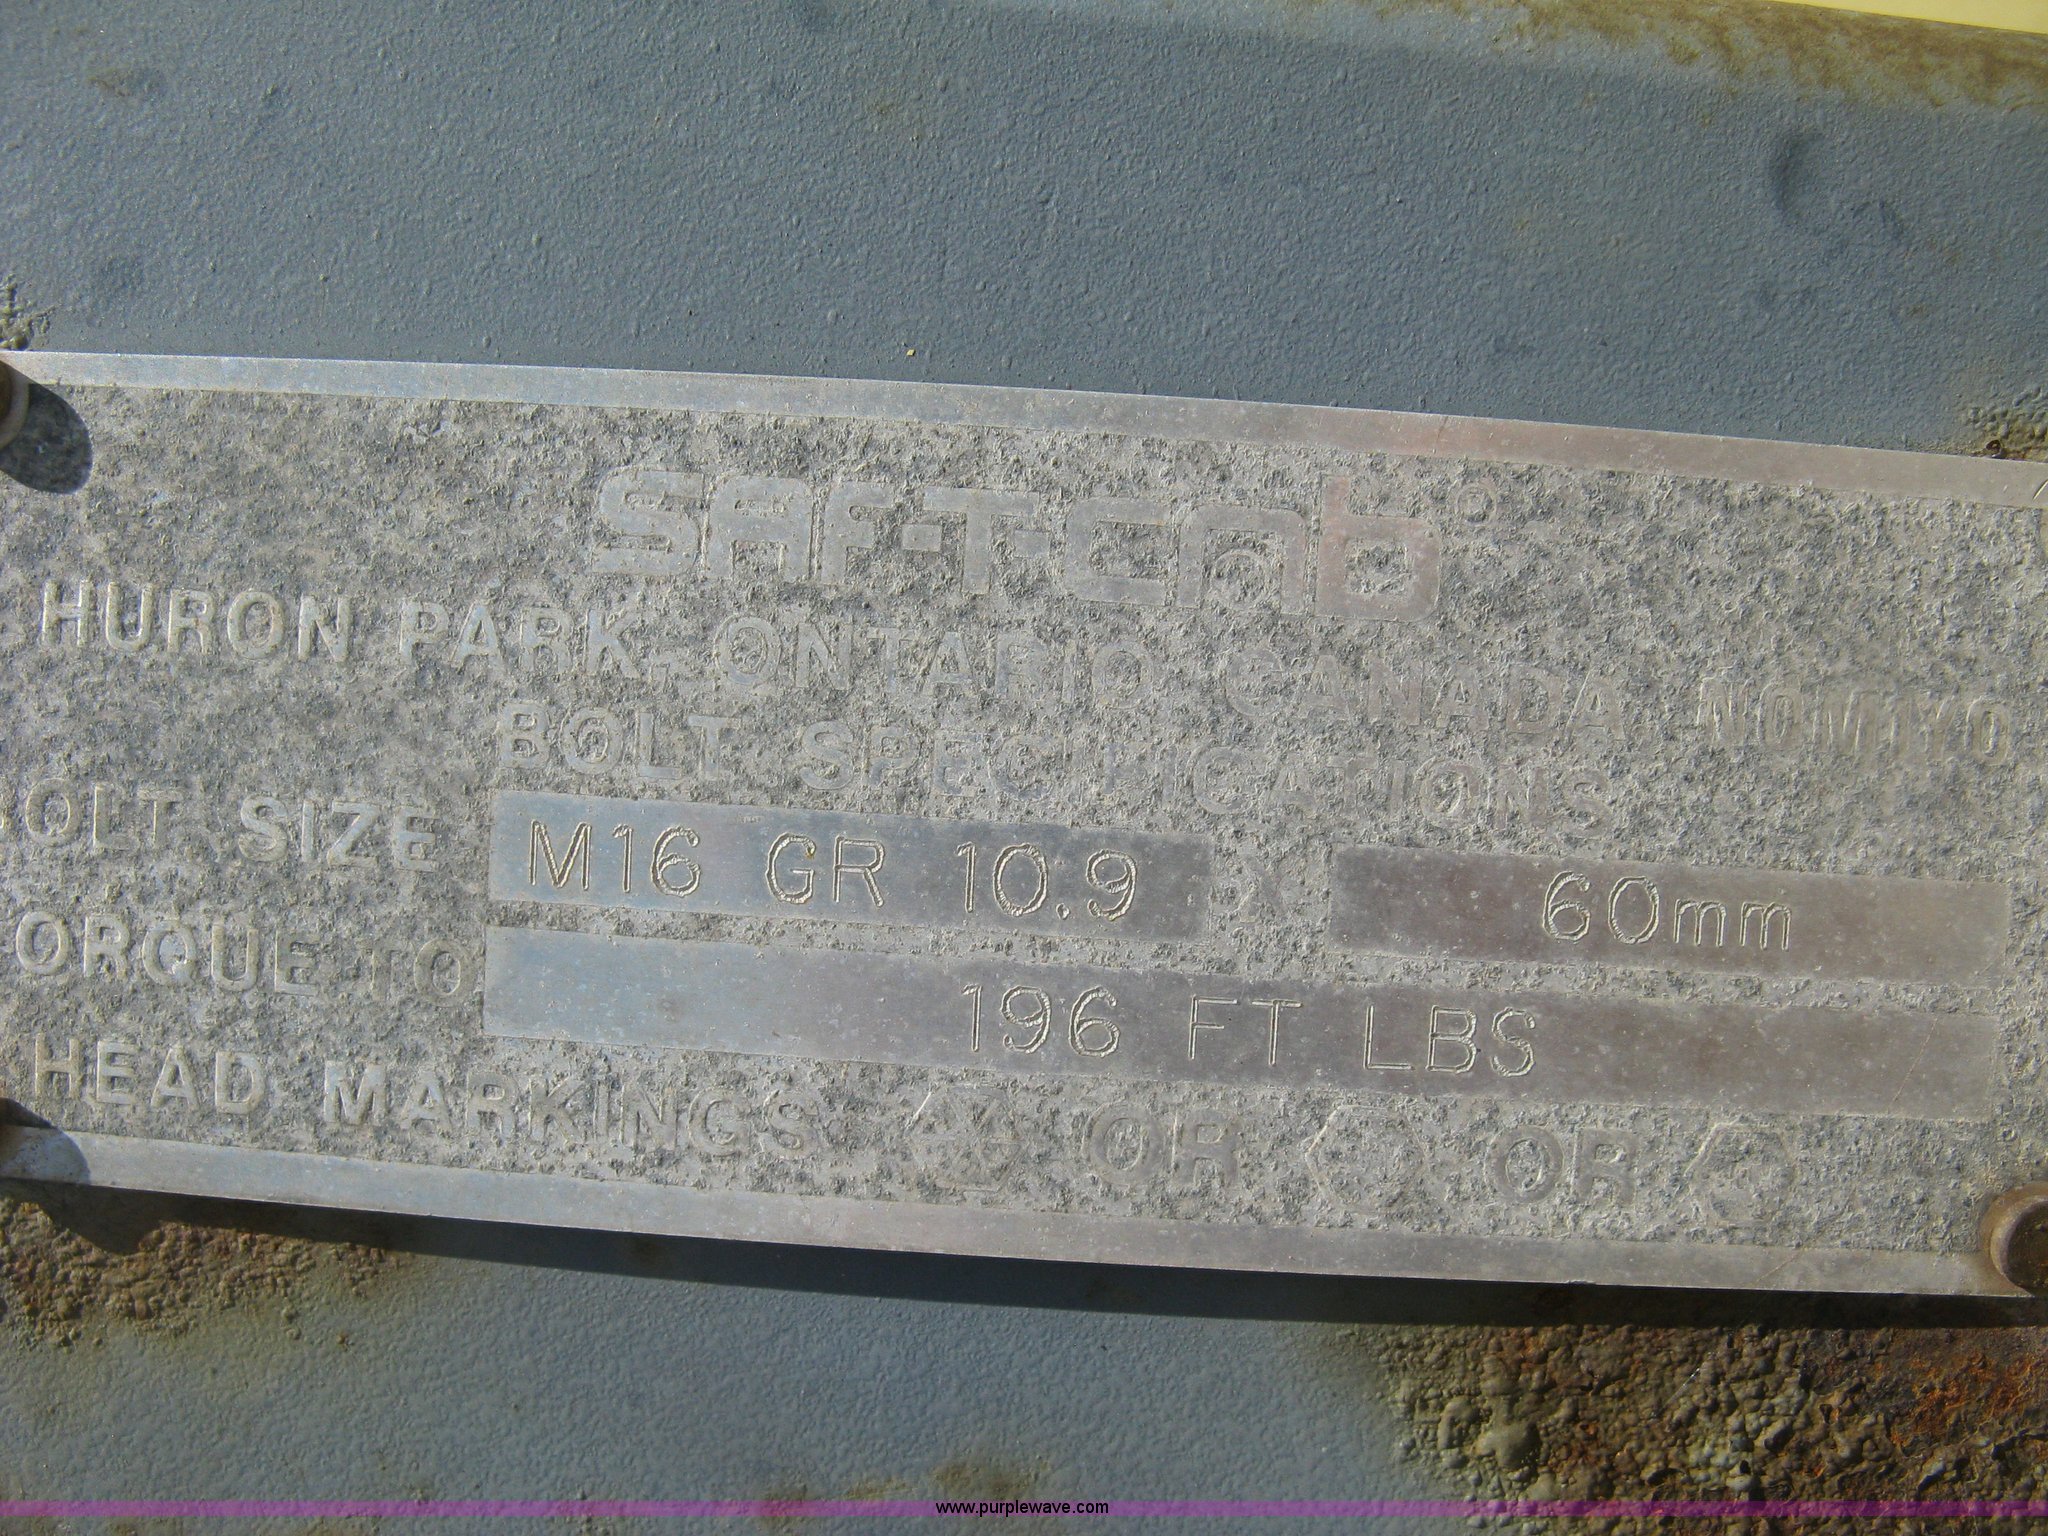 SAF-T-CAb®
HURON PARK, ONTARIO CANADA N0M1Y0
BOLT SPECIFICATIONS
BOLT SIZE M16 GR 10.9 X 60mm
TORQUE TO 196 FT LBS
HEAD MARKINGS OR OR
www.purplewave.com